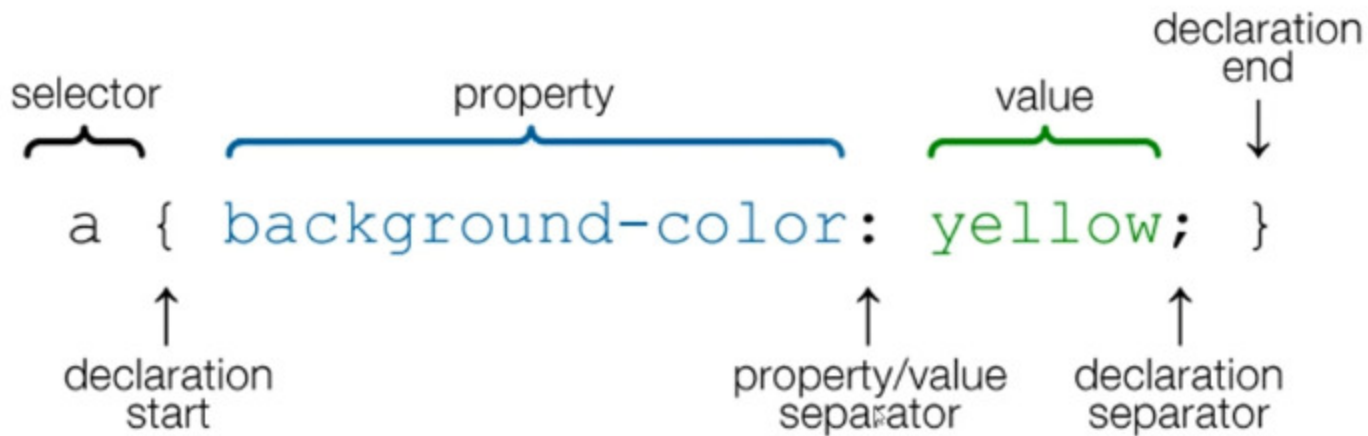 declaration
end
selector
property
value
a { background-color: yellow; }
declaration
start
property/value
separator
declaration
separator